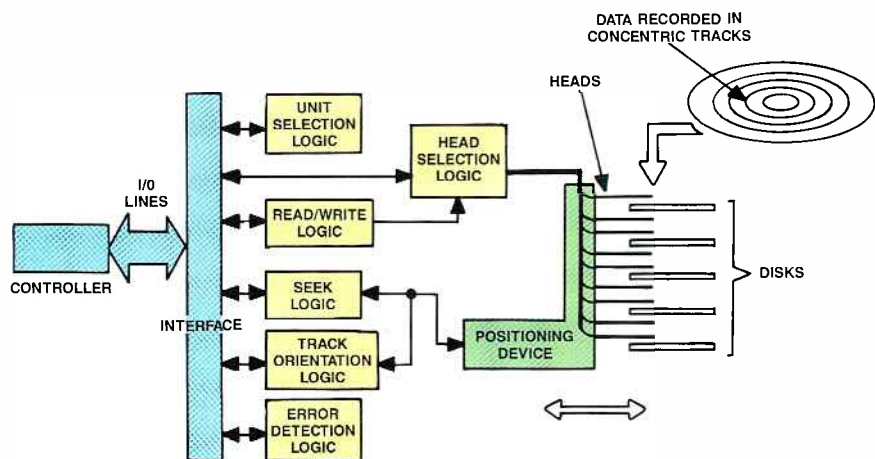 DATA RECORDED IN
CONCENTRIC TRACKS
HEADS
UNIT
SELECTION
LOGIC
HEAD
SELECTION
LOGIC
I/O
LINES
READ/WRITE
LOGIC
CONTROLLER
SEEK
LOGIC
DISKS
INTERFACE
TRACK
ORIENTATION
LOGIC
POSITIONING
DEVICE
ERROR
DETECTION
LOGIC